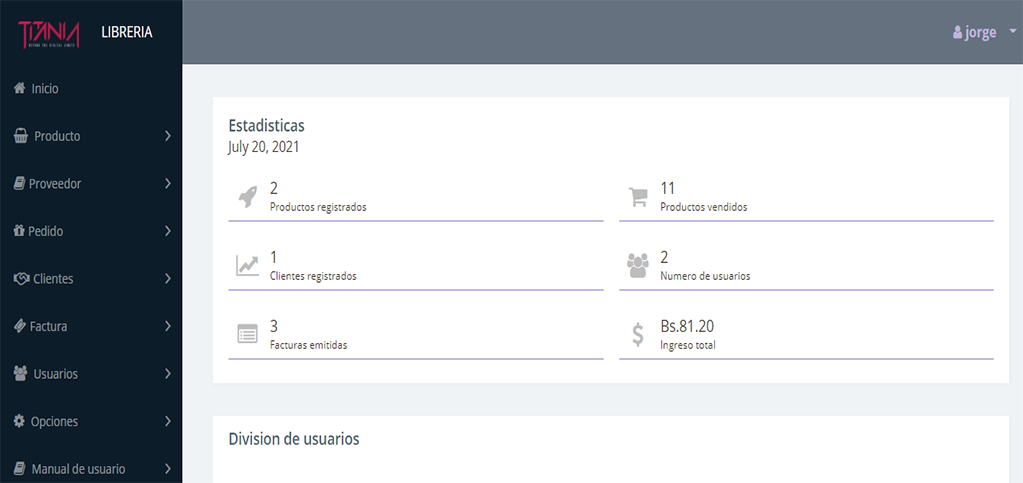 TITANIA
BEYOND THE DIGITAL LIMITS
LIBRERIA
jorge
Inicio
Producto
Proveedor
Pedido
Clientes
Factura
Usuarios
Opciones
Manual de usuario
Estadisticas
July 20, 2021
2
Productos registrados
11
Productos vendidos
1
Clientes registrados
2
Numero de usuarios
3
Facturas emitidas
Bs.81.20
Ingreso total
Division de usuarios